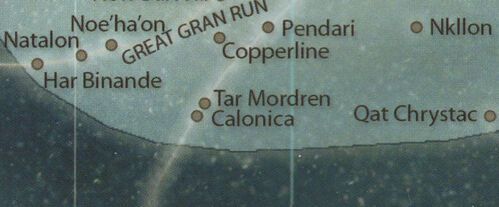 Noe'ha'on
Natalon
GREAT GRAN RUN
Pendari
Nkllon
Copperline
Har Binande
Tar Mordren
Calonica
Qat Chrystac